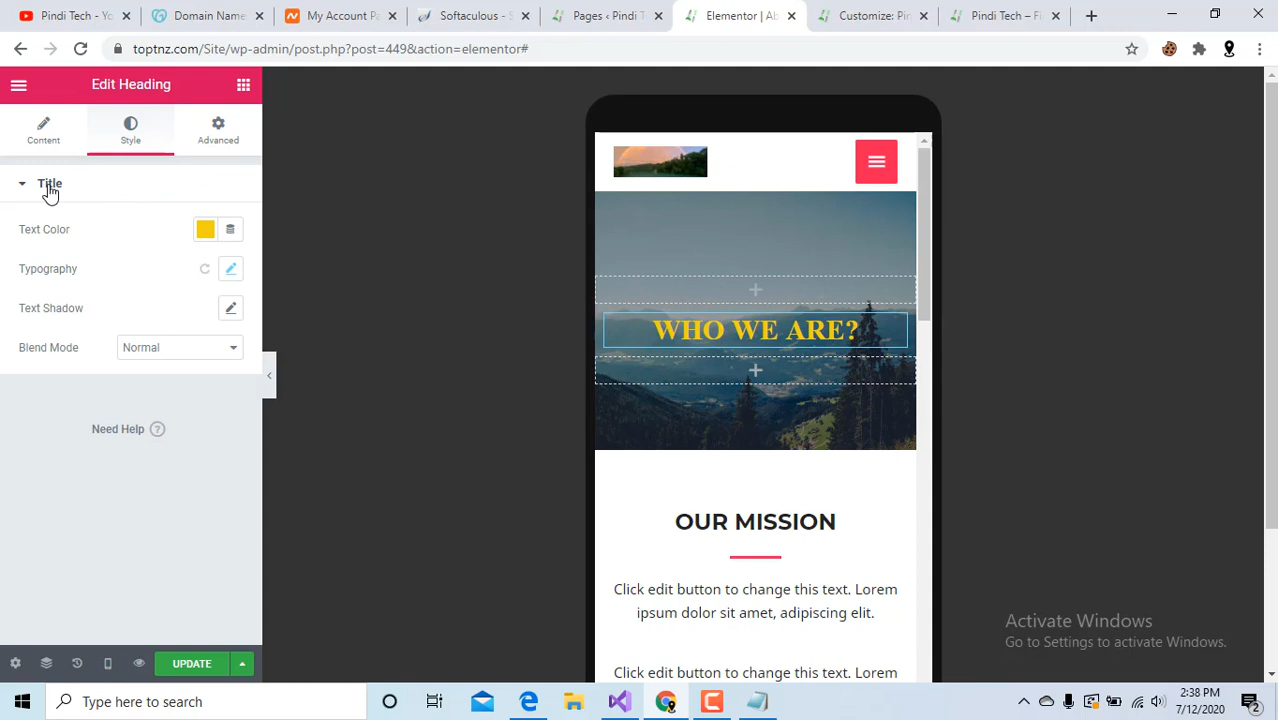 Pindi Tech - Yo
Domain Name
My Account Pa
Softaculous - S
Pages ‹ Pindi T
Elementor | Ab
Customize: Pin
Pindi Tech – Fi
toptnz.com/Site/wp-admin/post.php?post=449&action=elementor#
Edit Heading
Content
Style
Advanced
Title
Text Color
Typography
Text Shadow
Blend Mode
Normal
Need Help
UPDATE
WHO WE ARE?
OUR MISSION
Click edit button to change this text. Lorem
ipsum dolor sit amet, adipiscing elit.
Click edit button to change this text. Lorem
Activate Windows
Go to Settings to activate Windows.
Type here to search
2:38 PM
7/12/2020
2